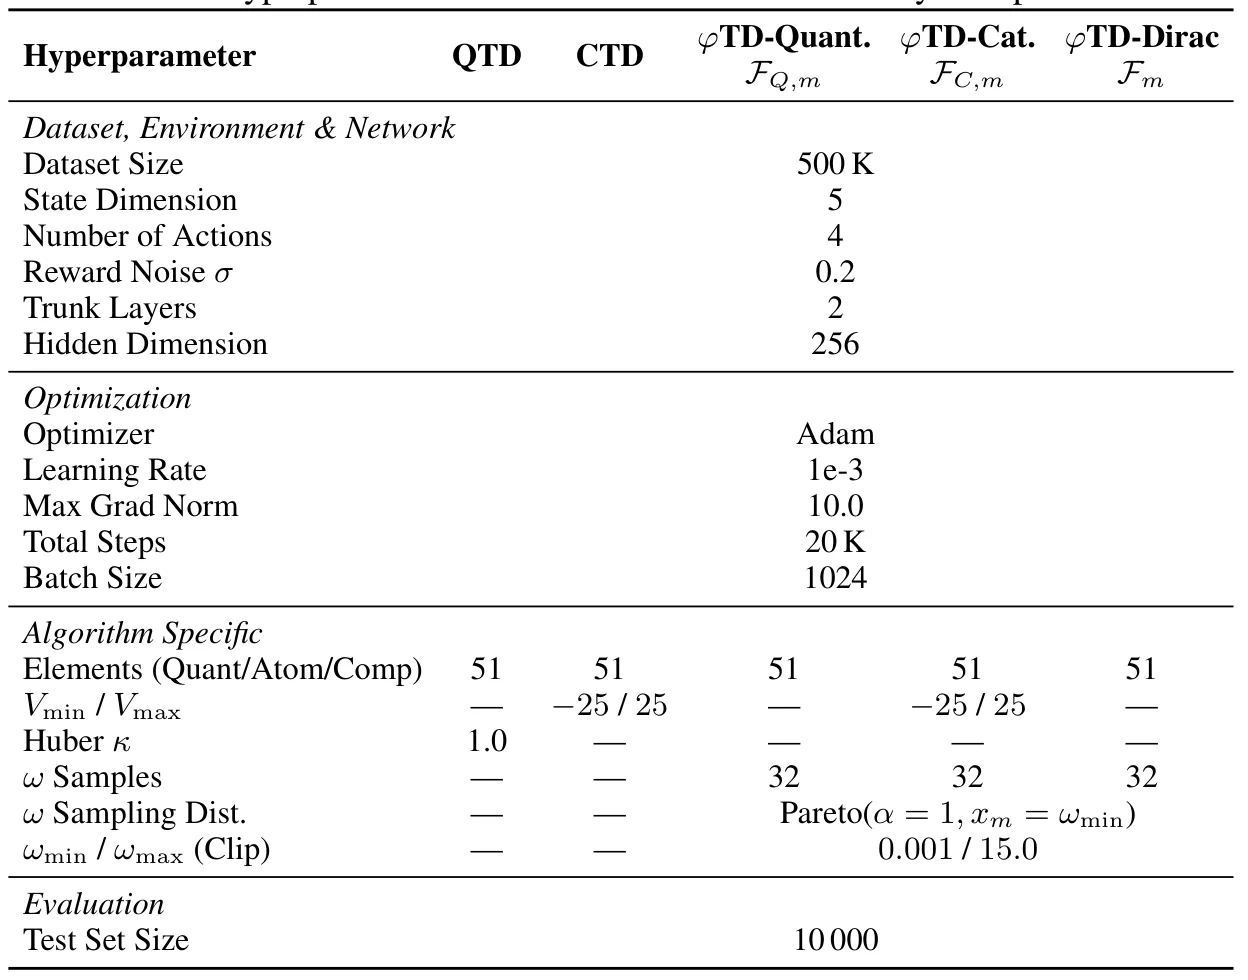 Hyperparameter QTD CTD φTD-Quant. φTD-Cat. φTD-Dirac
F_{Q,m} F_{C,m} F_m
Dataset, Environment & Network
Dataset Size 500 K
State Dimension 5
Number of Actions 4
Reward Noise σ 0.2
Trunk Layers 2
Hidden Dimension 256
Optimization
Optimizer Adam
Learning Rate 1e-3
Max Grad Norm 10.0
Total Steps 20 K
Batch Size 1024
Algorithm Specific
Elements (Quant/Atom/Comp) 51 51 51 51 51
V_min / V_max — −25 / 25 — −25 / 25 —
Huber κ 1.0 — — — —
ω Samples — — 32 32 32
ω Sampling Dist. — — Pareto(α = 1, x_m = ω_min)
ω_min / ω_max (Clip) — — 0.001 / 15.0
Evaluation
Test Set Size 10 000